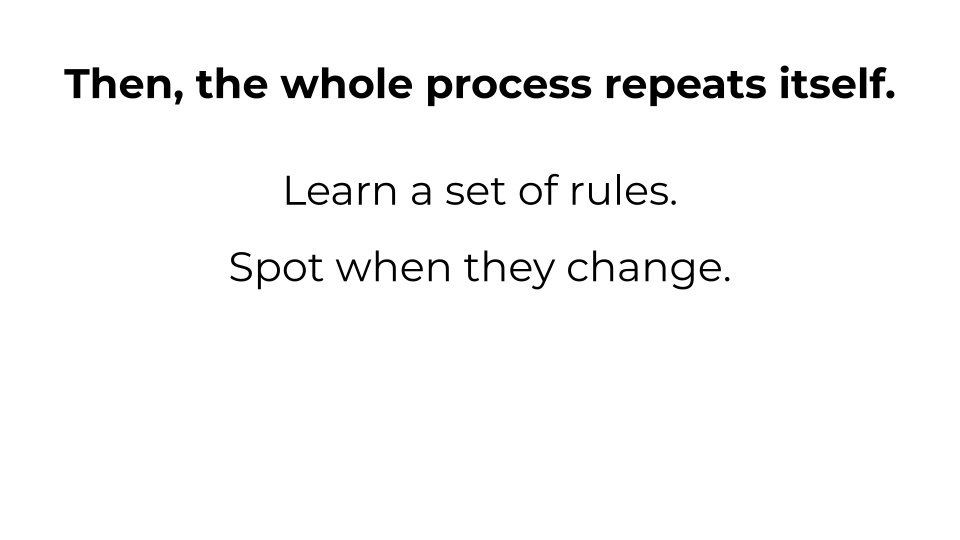 Then, the whole process repeats itself.
Learn a set of rules.
Spot when they change.